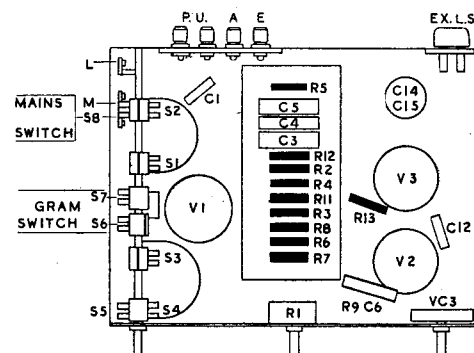 P.U. A E EX.L.S
L
MAINS
SWITCH
M
S8
S2
C1
R5
C5
C4
C3
C14
C15
S1
R12
R2
R4
R11
R3
R8
R6
R7
V3
S7
GRAM
SWITCH
S6
V1
R13
C12
S3
V2
R9 C6
VC3
S5
S4
R1